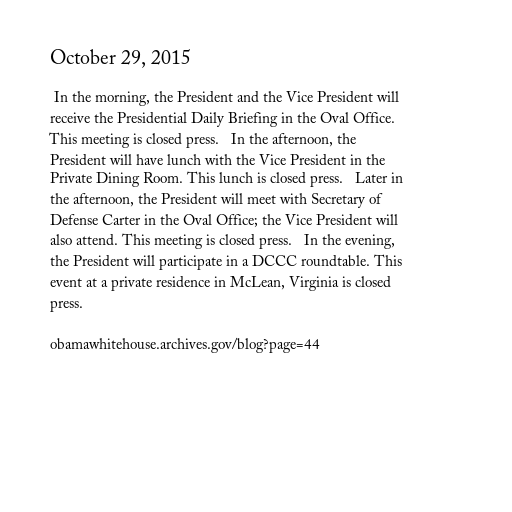 October 29, 2015
In the morning, the President and the Vice President will
receive the Presidential Daily Briefing in the Oval Office.
This meeting is closed press.   In the afternoon, the
President will have lunch with the Vice President in the
Private Dining Room. This lunch is closed press.   Later in
the afternoon, the President will meet with Secretary of
Defense Carter in the Oval Office; the Vice President will
also attend. This meeting is closed press.   In the evening,
the President will participate in a DCCC roundtable. This
event at a private residence in McLean, Virginia is closed
press.
obamawhitehouse.archives.gov/blog?page=44